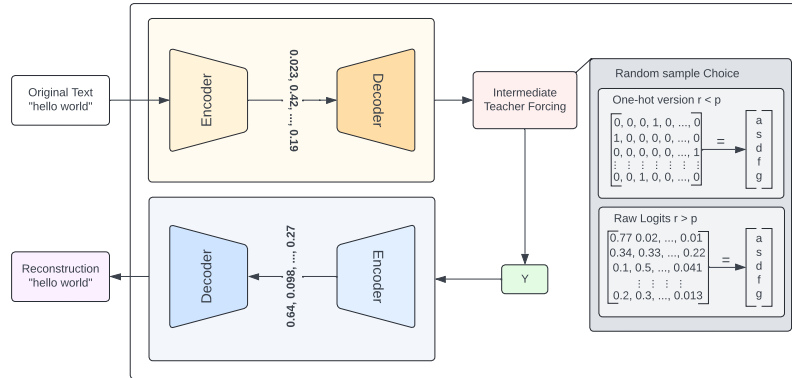 Original Text
"hello world"
Encoder
0.023, 0.42, ..., 0.19
Decoder
Intermediate
Teacher Forcing
Random sample Choice
One-hot version r < p
0, 0, 0, 1, 0, ..., 0
1, 0, 0, 0, 0, ..., 0
0, 0, 0, 0, 0, ..., 1
⋮ ⋮ ⋮ ⋮ ⋮ ⋮ ⋮
0, 0, 1, 0, 0, ..., 0
=
a
s
d
f
g
Raw Logits r > p
0.77 0.02, ..., 0.01
0.34, 0.33, ..., 0.22
0.1, 0.5, ..., 0.041
⋮ ⋮ ⋮ ⋮
0.2, 0.3, ..., 0.013
=
a
s
d
f
g
Y
Encoder
0.64, 0.098, ..., 0.27
Decoder
Reconstruction
"hello world"